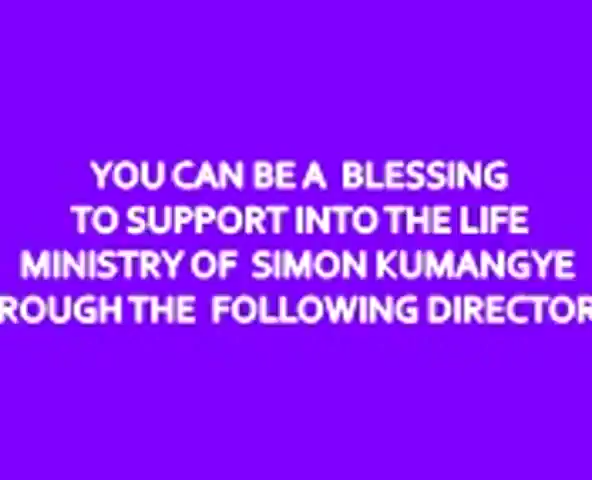 YOU CAN BE A BLESSING
TO SUPPORT INTO THE LIFE
MINISTRY OF SIMON KUMANGYE
ROUGH THE FOLLOWING DIRECTOR